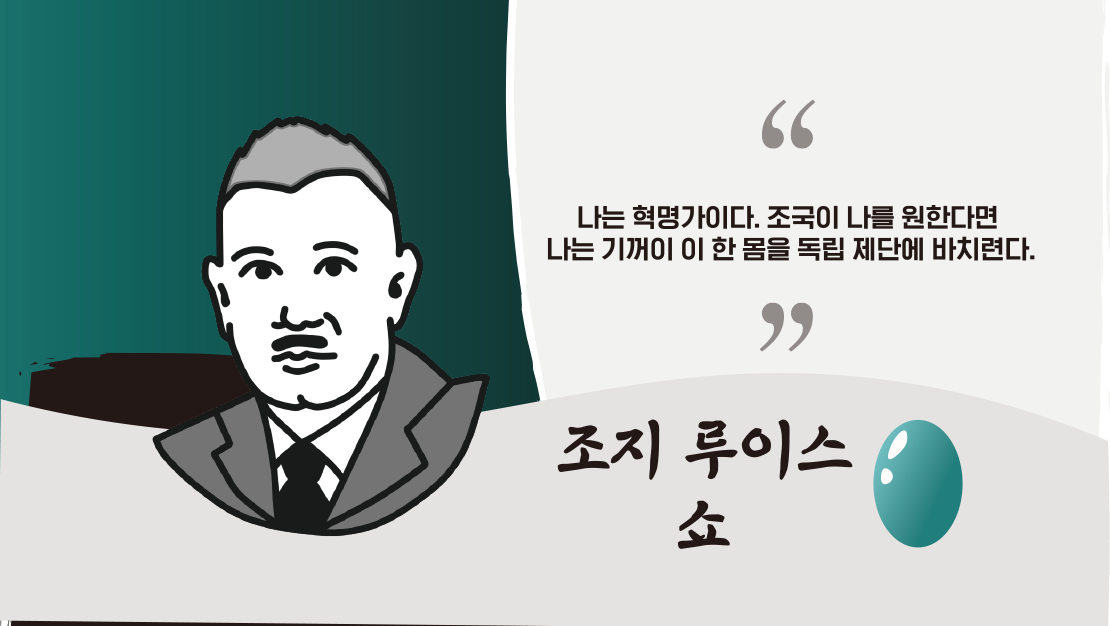 “
나는 혁명가이다. 조국이 나를 원한다면
나는 기꺼이 이 한 몸을 독립 제단에 바치련다.
”
조지 루이스
쇼